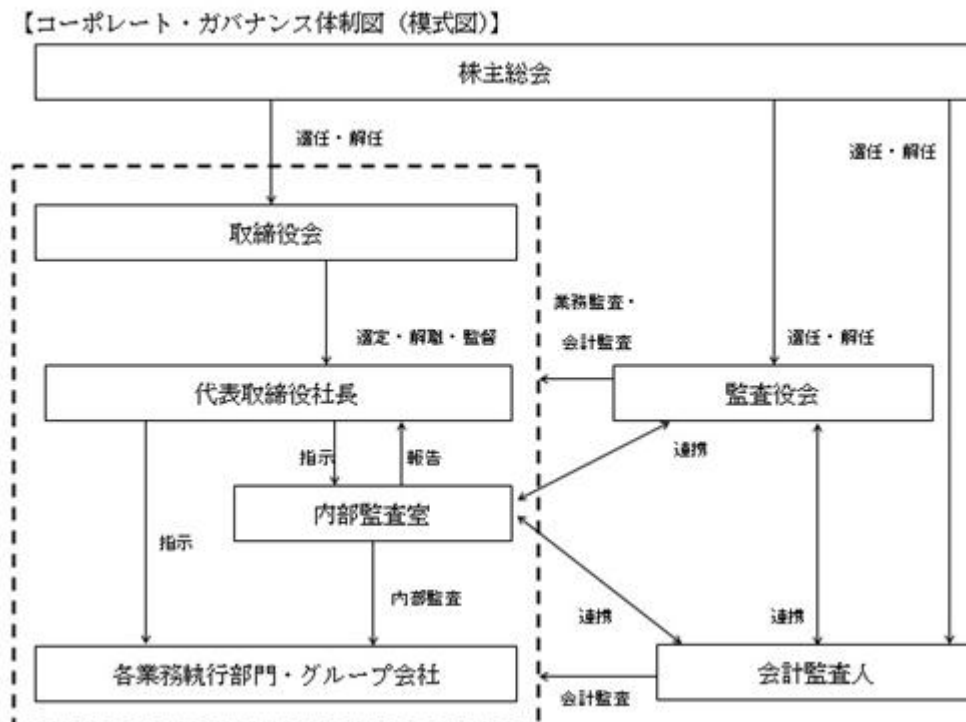 【コーポレート・ガバナンス体制図（模式図）】
株主総会
選任・解任
選任・解任
取締役会
業務監査・
会計監査
選定・解職・監督
選任・解任
代表取締役社長
監査役会
指示
報告
連携
内部監査室
指示
内部監査
連携
連携
各業務執行部門・グループ会社
会計監査人
会計監査